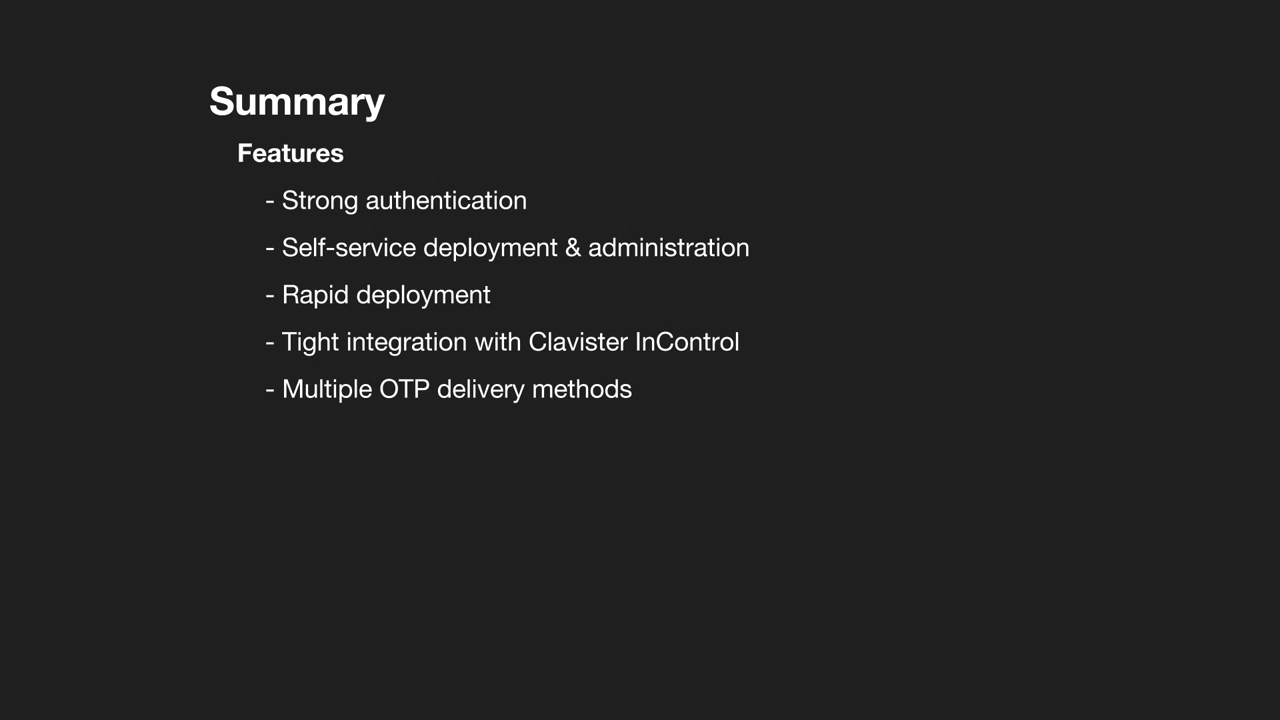 Summary
Features
- Strong authentication
- Self-service deployment & administration
- Rapid deployment
- Tight integration with Clavister InControl
- Multiple OTP delivery methods